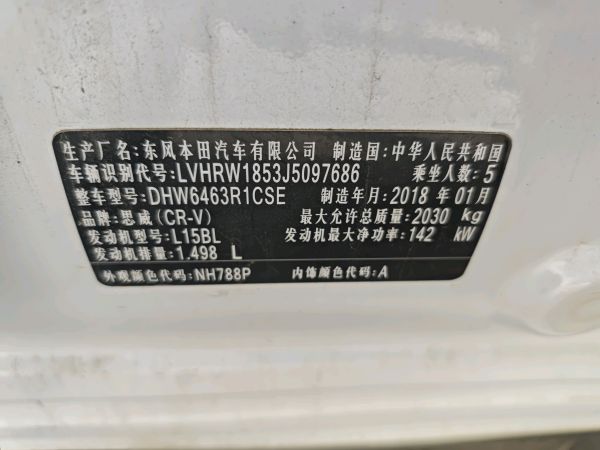 生产厂名:东风本田汽车有限公司 制造国:中华人民共和国
车辆识别代号:LVHRW1853J5097686 乘坐人数:5
整车型号:DHW6463R1CSE 制造年月:2018 年 01月
品牌:思威(CR-V) 最大允许总质量:2030 kg
发动机型号:L15BL 发动机最大净功率:142 kW
发动机排量:1.498 L
外观颜色代码:NH788P 内饰颜色代码:A